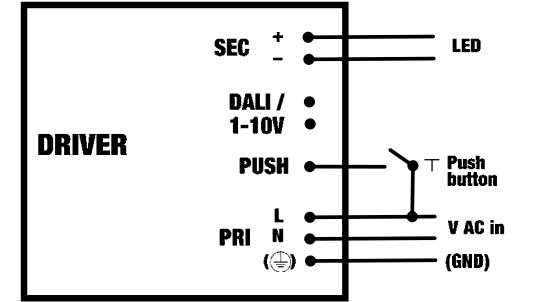 SEC + LED
−
DALI /
1-10V
DRIVER
PUSH Push
button
L
PRI N V AC in
( ) (GND)